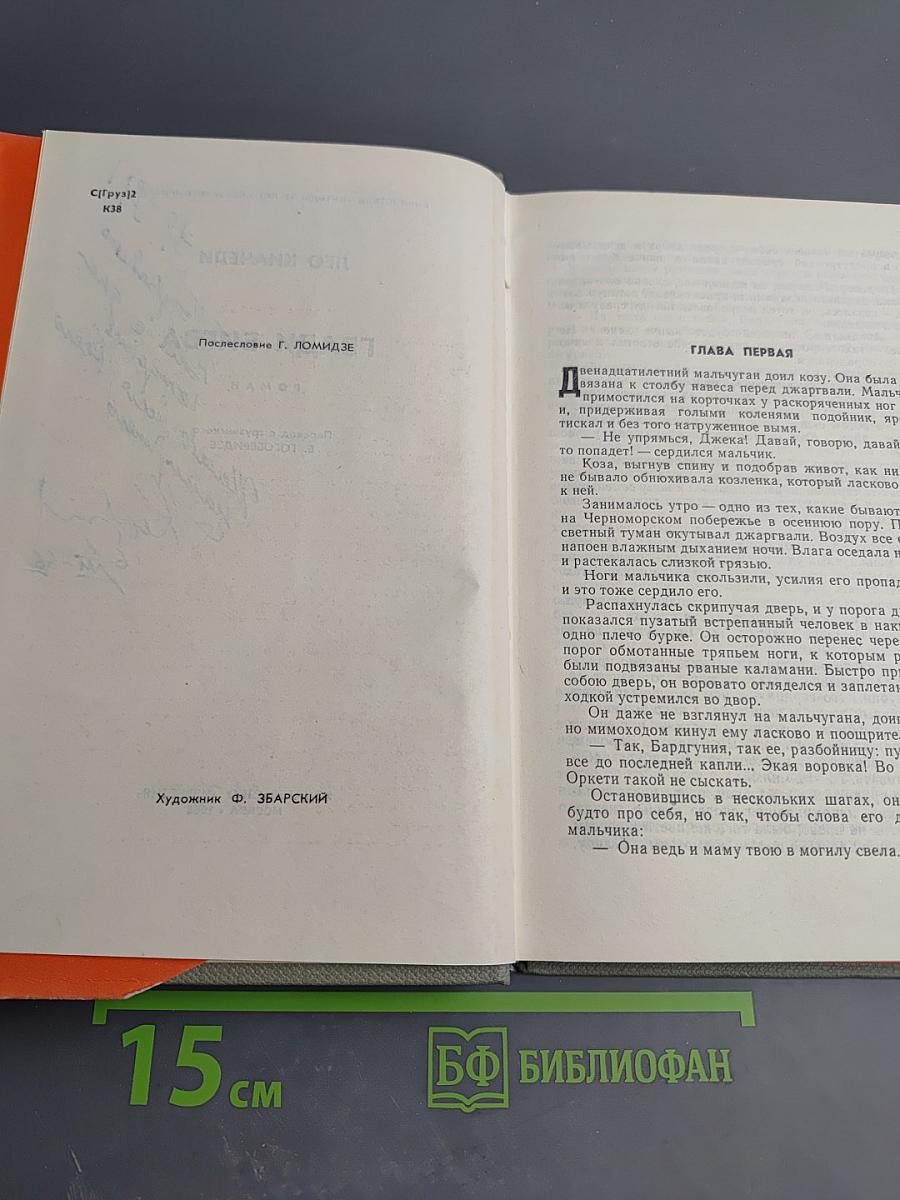 С(Груз)2
К38
Послесловие Г. ЛОМИДЗЕ
Художник Ф. ЗБАРСКИЙ
ГЛАВА ПЕРВАЯ
Двенадцатилетний мальчуган доил козу. Она была
вязана к столбу навеса перед джаргвали. Мальч
примостился на корточках у раскоряченных ног
и, придерживая голыми коленями подойник, яр
тискал и без того натруженное вымя.
— Не упрямься, Джека! Давай, говорю, давай
то попадет! — сердился мальчик.
Коза, выгнув спину и подобрав живот, как ни
не бывало обнюхивала козленка, который ласково
к ней.
Занималось утро — одно из тех, какие бывают
на Черноморском побережье в осеннюю пору. П
светный туман окутывал джаргвали. Воздух все
напоен влажным дыханием ночи. Влага оседала н
и растекалась слизкой грязью.
Ноги мальчика скользили, усилия его пропад
и это тоже сердило его.
Распахнулась скрипучая дверь, и у порога д
показался пузатый встрепанный человек в наки
одно плечо бурке. Он осторожно перенес чере
порог обмотанные тряпьем ноги, к которым р
были подвязаны рваные каламани. Быстро при
собою дверь, он воровато огляделся и заплетаю
ходкой устремился во двор.
Он даже не взглянул на мальчугана, доив
но мимоходом кинул ему ласково и поощрител
— Так, Бардгуния, так ее, разбойницу: пу
все до последней капли... Экая воровка! Во
Оркети такой не сыскать.
Остановившись в нескольких шагах, он
будто про себя, но так, чтобы слова его д
мальчика:
— Она ведь и маму твою в могилу свела.
15 см
БФ БИБЛИОФАН